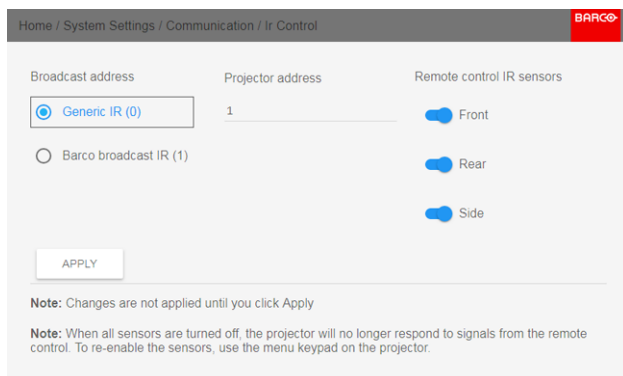 Home / System Settings / Communication / Ir Control
BARCO
Broadcast address
Projector address
Remote control IR sensors
Generic IR (0)
1
Front
Barco broadcast IR (1)
Rear
Side
APPLY
Note: Changes are not applied until you click Apply
Note: When all sensors are turned off, the projector will no longer respond to signals from the remote
control. To re-enable the sensors, use the menu keypad on the projector.